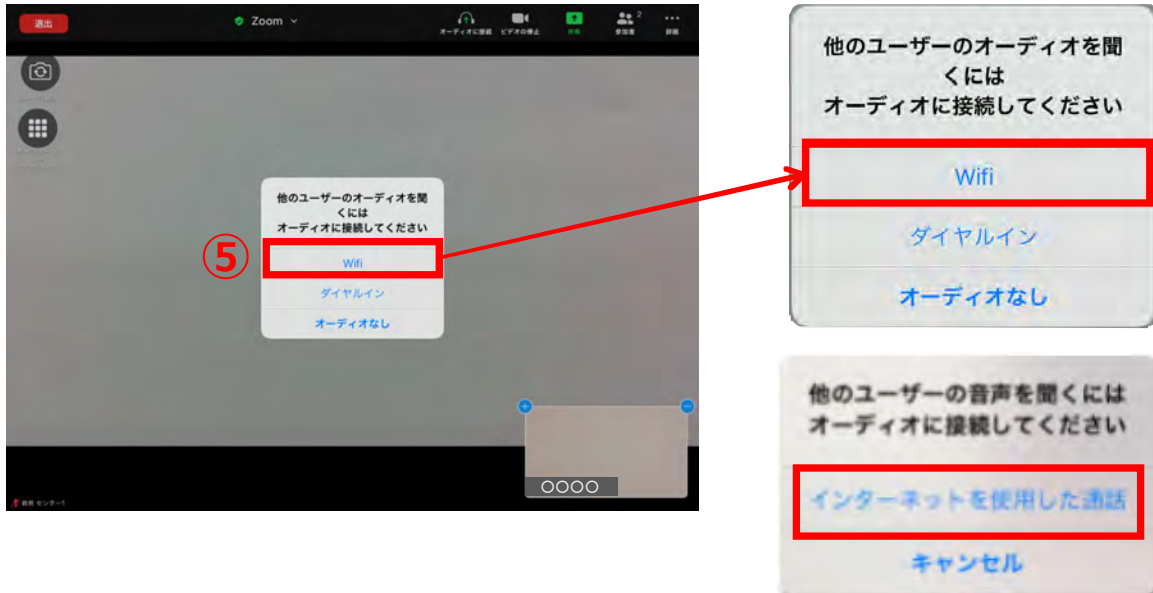 退出
Zoom
オーディオに接続
ビデオの停止
共有
2
参加者
詳細
他のユーザーのオーディオを聞
くには
オーディオに接続してください
⑤
Wifi
ダイヤルイン
オーディオなし
○○○○
センター1
他のユーザーのオーディオを聞
くには
オーディオに接続してください
Wifi
ダイヤルイン
オーディオなし
他のユーザーの音声を聞くには
オーディオに接続してください
インターネットを使用した通話
キャンセル